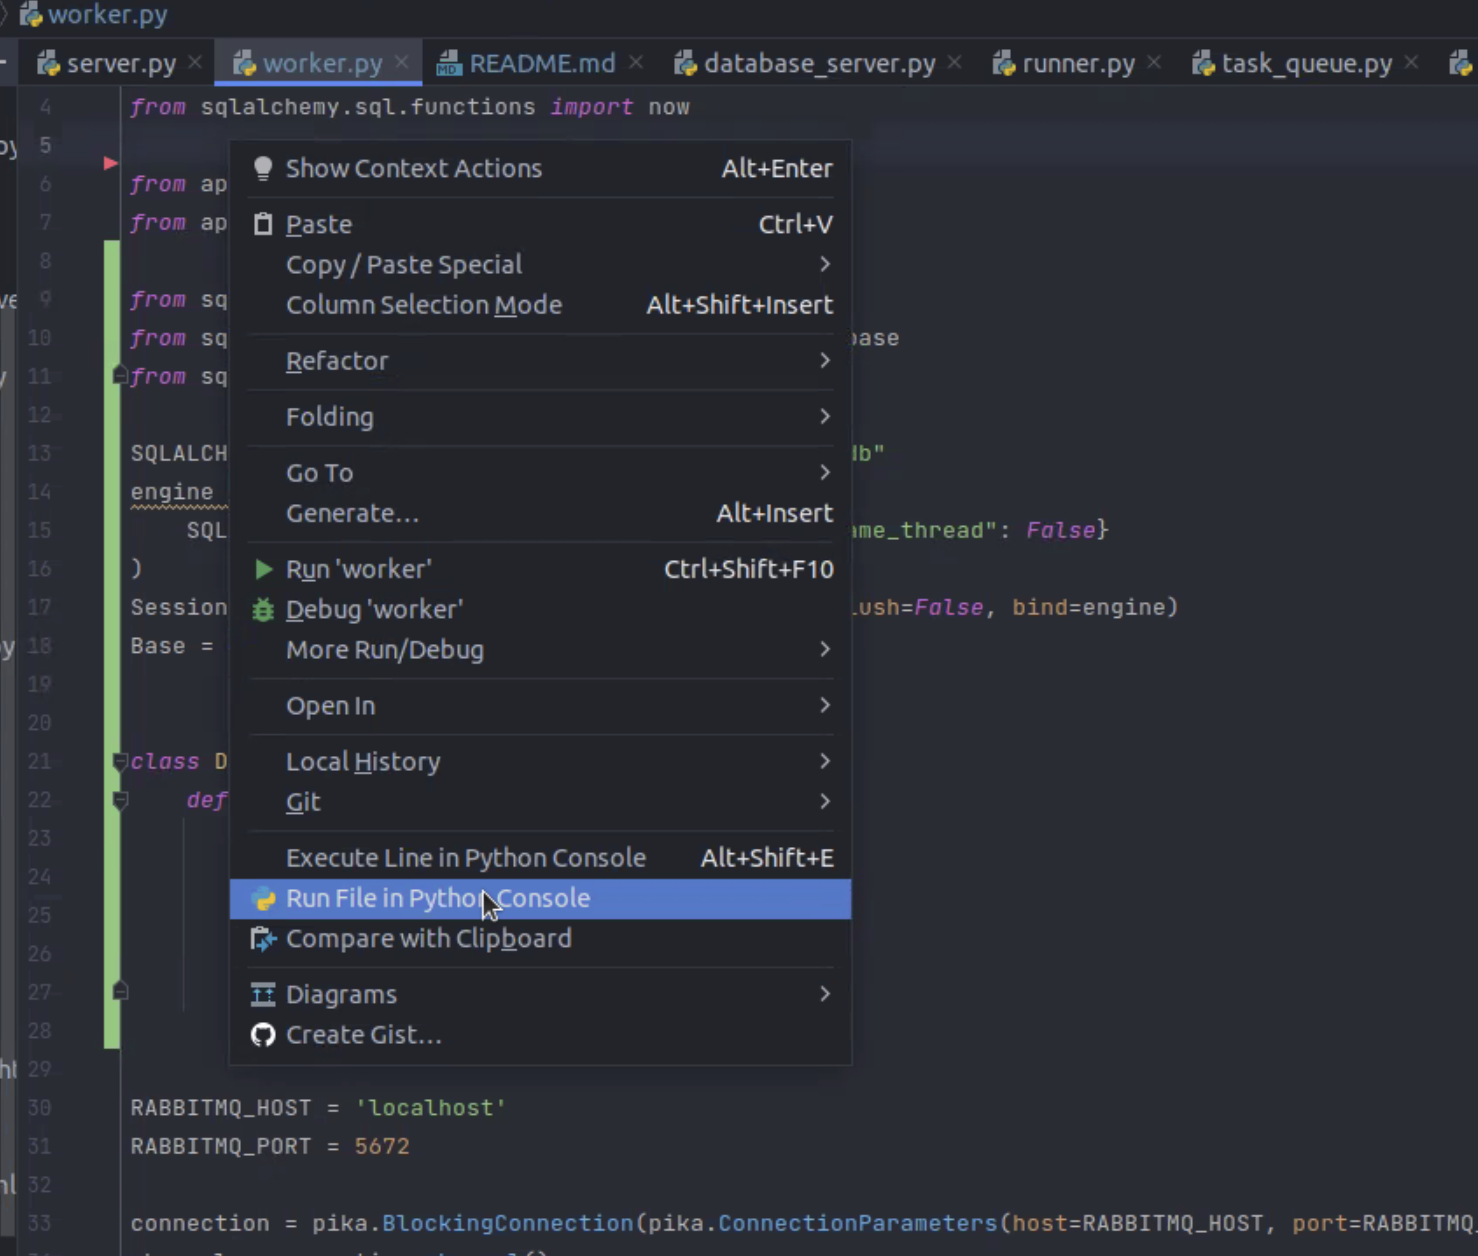 worker.py
server.py worker.py README.md database_server.py runner.py task_queue.py
4 from sqlalchemy.sql.functions import now
5
6 from ap
7 from ap
8
9 from sq
10 from sq base
11 from sq
12
13 SQLALCH db"
14 engine
15 SQL me_thread": False}
16 )
17 Session lush=False, bind=engine)
18 Base =
19
20
21 class D
22 def
23
24
25
26
27
28
29
30 RABBITMQ_HOST = 'localhost'
31 RABBITMQ_PORT = 5672
32
33 connection = pika.BlockingConnection(pika.ConnectionParameters(host=RABBITMQ_HOST, port=RABBITMQ_
Show Context Actions Alt+Enter
Paste Ctrl+V
Copy / Paste Special
Column Selection Mode Alt+Shift+Insert
Refactor
Folding
Go To
Generate... Alt+Insert
Run 'worker' Ctrl+Shift+F10
Debug 'worker'
More Run/Debug
Open In
Local History
Git
Execute Line in Python Console Alt+Shift+E
Run File in Python Console
Compare with Clipboard
Diagrams
Create Gist...